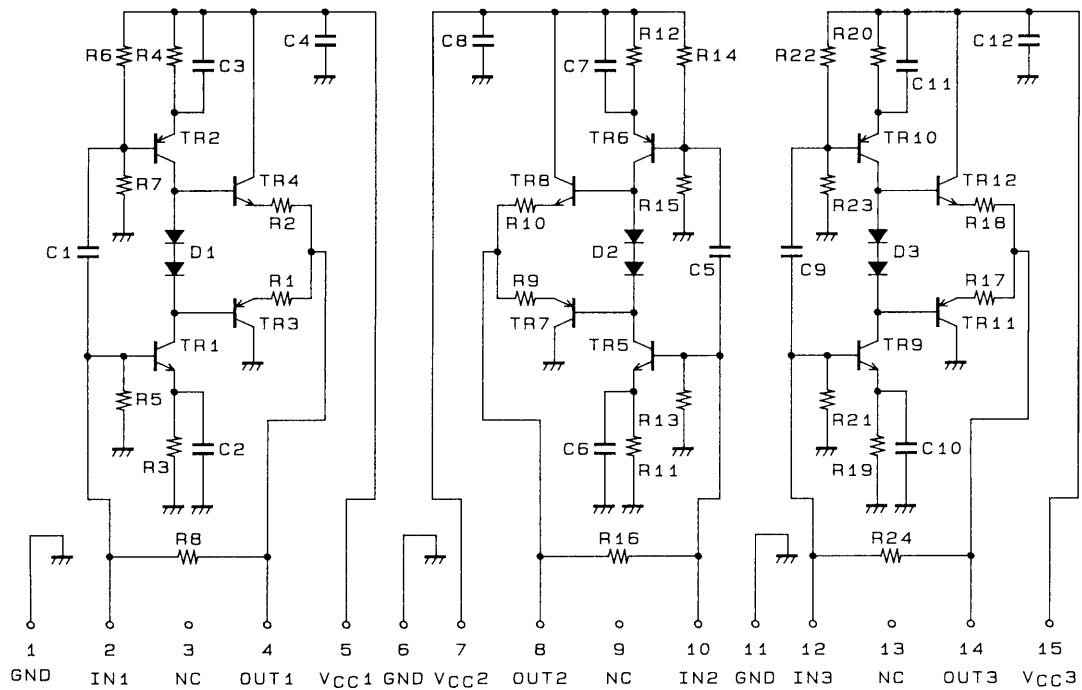 R6 R4 C3 C4 C8 C7 R12 R14 R22 R20 C11 C12
TR2 TR6 TR10
R7 TR4 TR8 R15 R23 TR12
R2 R10 R18
C1 D1 D2 C5 C9 D3
R1 R9 R17
TR3 TR7 TR11
TR1 TR5 TR9
R5 R13 R21
R3 C2 C6 R11 R19 C10
R8 R16 R24
1 2 3 4 5 6 7 8 9 10 11 12 13 14 15
GND IN1 NC OUT1 VCC1 GND VCC2 OUT2 NC IN2 GND IN3 NC OUT3 VCC3